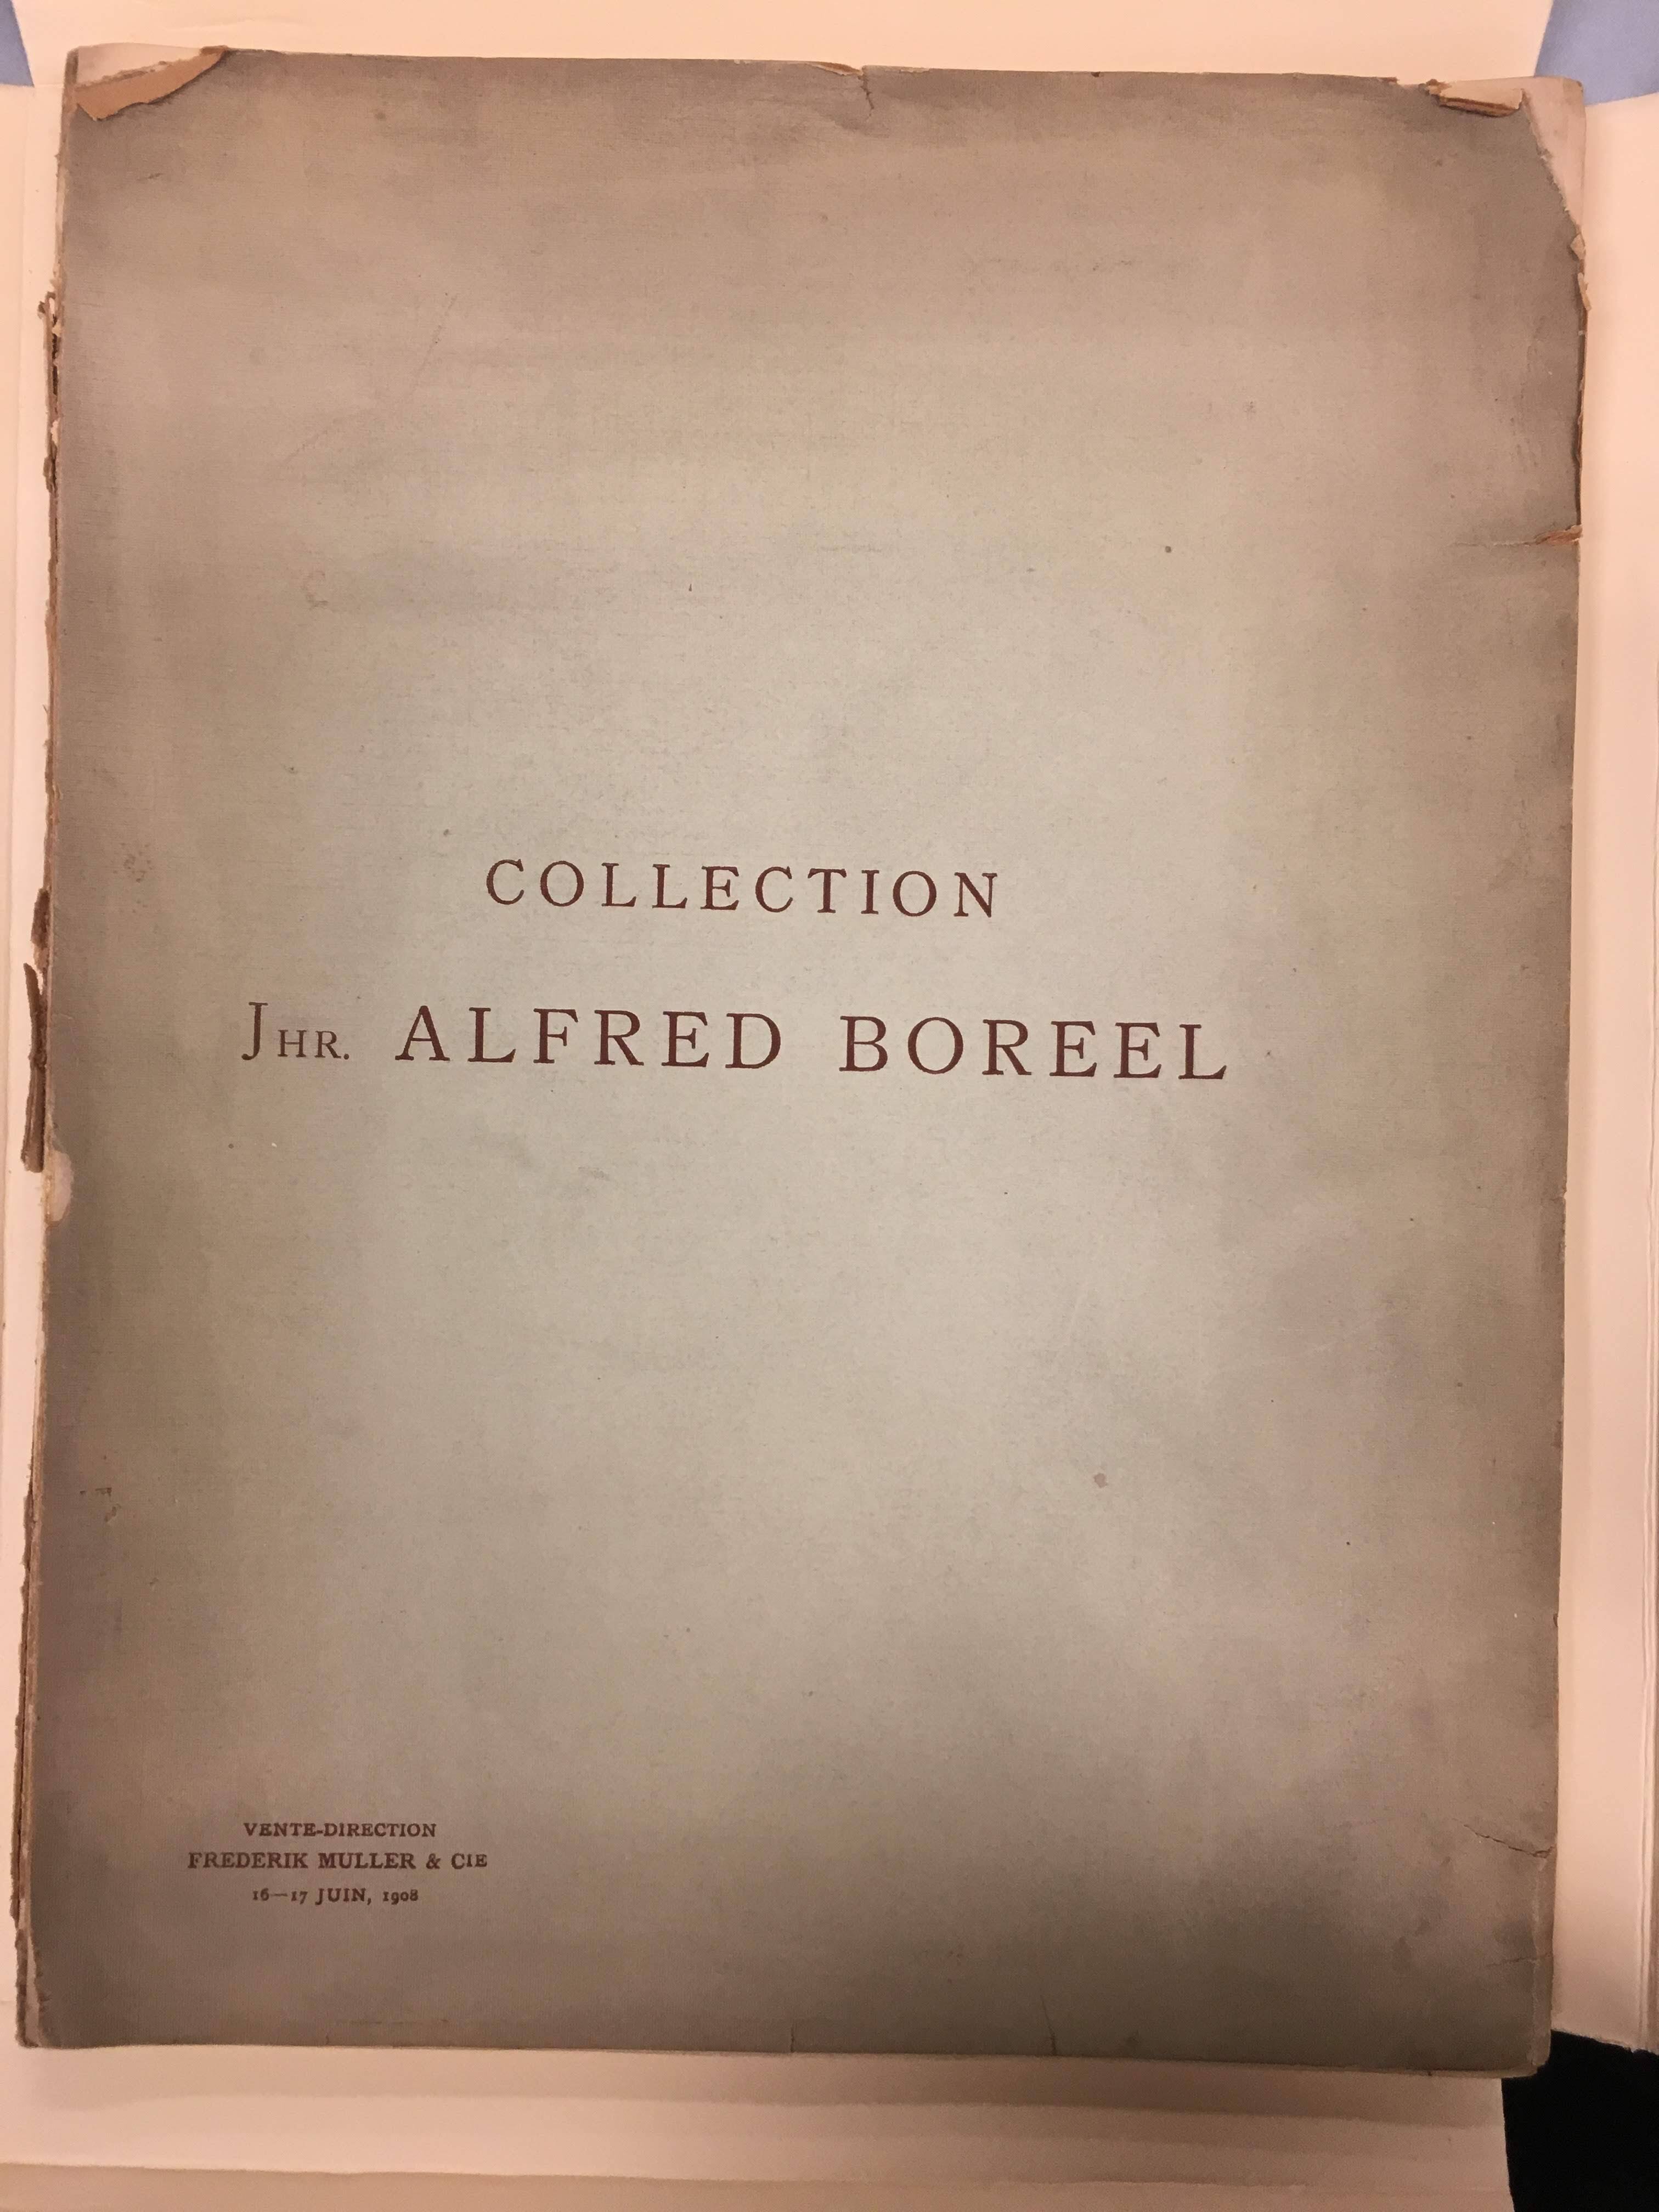 COLLECTION
JHR. ALFRED BOREEL
VENTE-DIRECTION
FREDERIK MULLER & CIE
16—17 JUIN, 1908